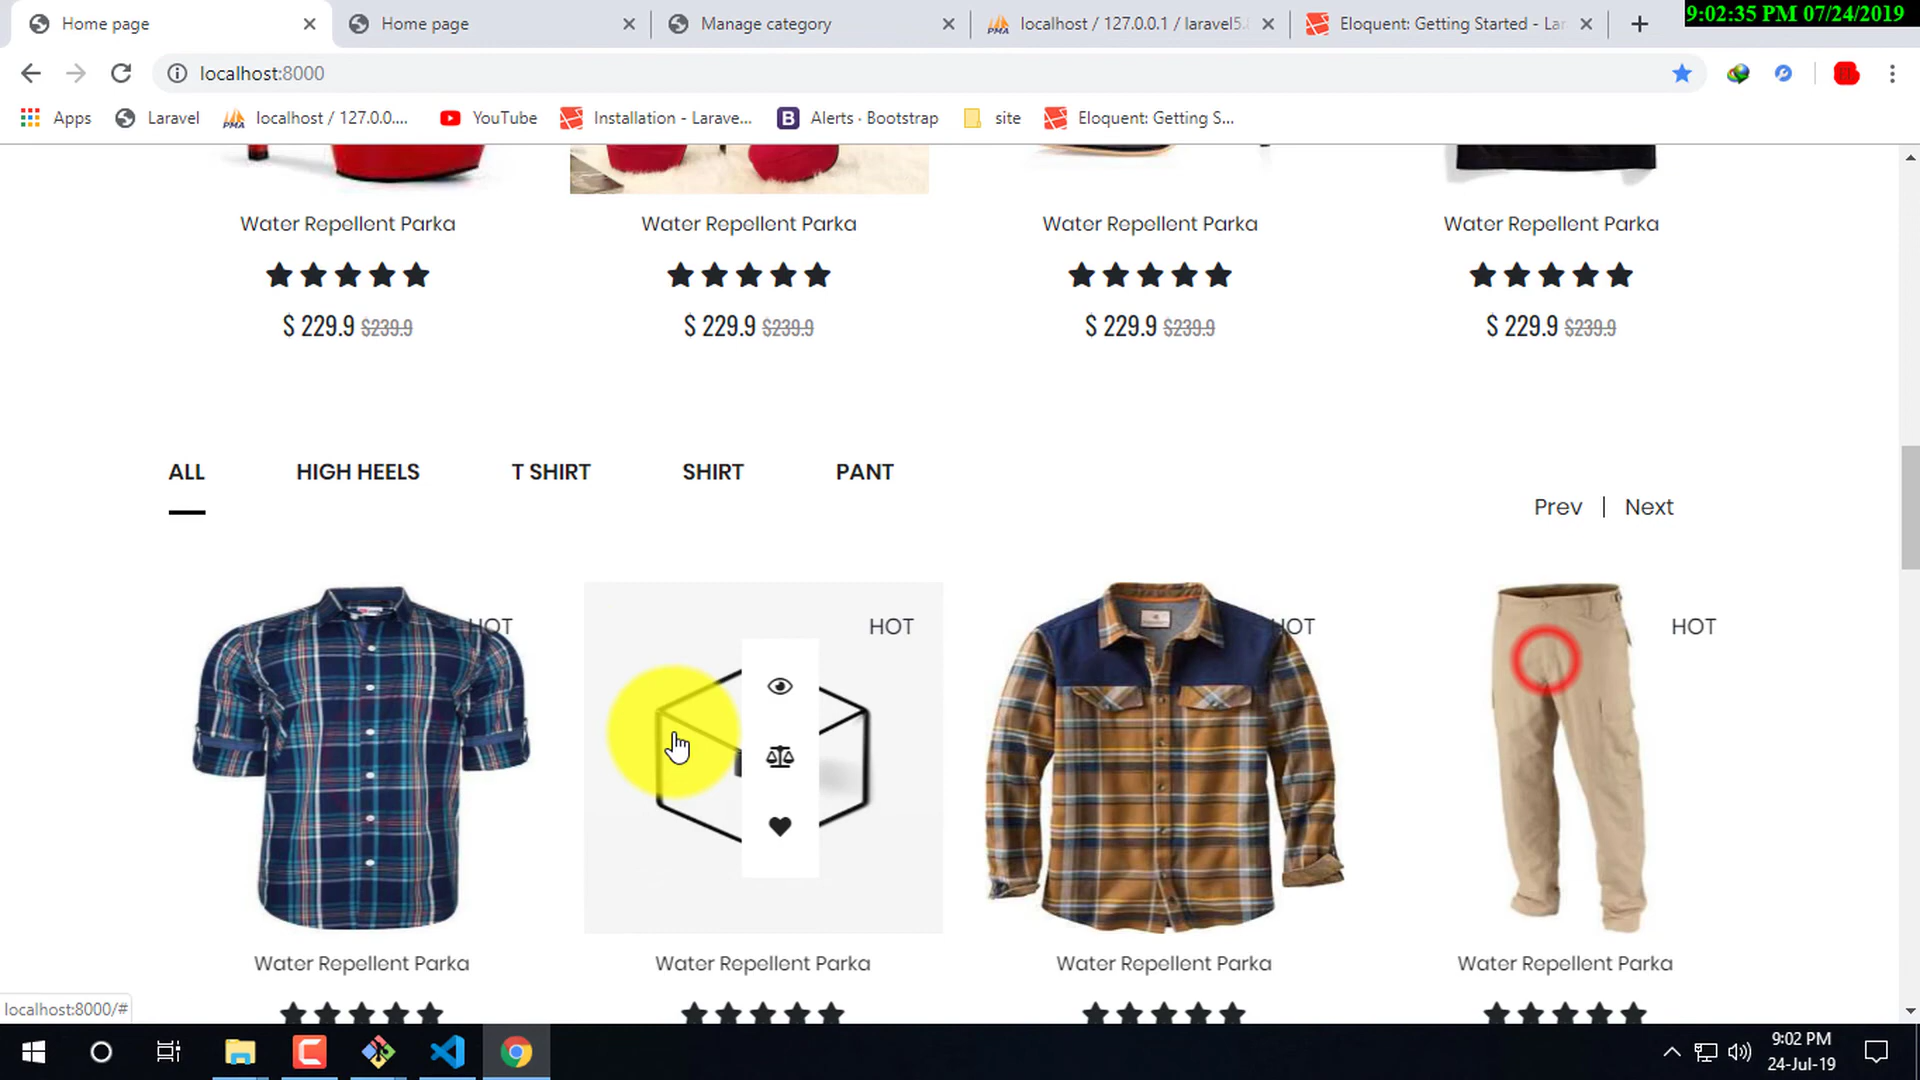 Home page
Home page
Manage category
localhost / 127.0.0.1 / laravel5.8
Eloquent: Getting Started - Lar
9:02:35 PM 07/24/2019
localhost:8000
Apps
Laravel
localhost / 127.0.0....
YouTube
Installation - Larave...
Alerts · Bootstrap
site
Eloquent: Getting S...
Water Repellent Parka
Water Repellent Parka
Water Repellent Parka
Water Repellent Parka
$ 229.9 $239.9
$ 229.9 $239.9
$ 229.9 $239.9
$ 229.9 $239.9
ALL
HIGH HEELS
T SHIRT
SHIRT
PANT
Prev | Next
HOT
HOT
HOT
HOT
Water Repellent Parka
Water Repellent Parka
Water Repellent Parka
Water Repellent Parka
localhost:8000/#
9:02 PM
24-Jul-19